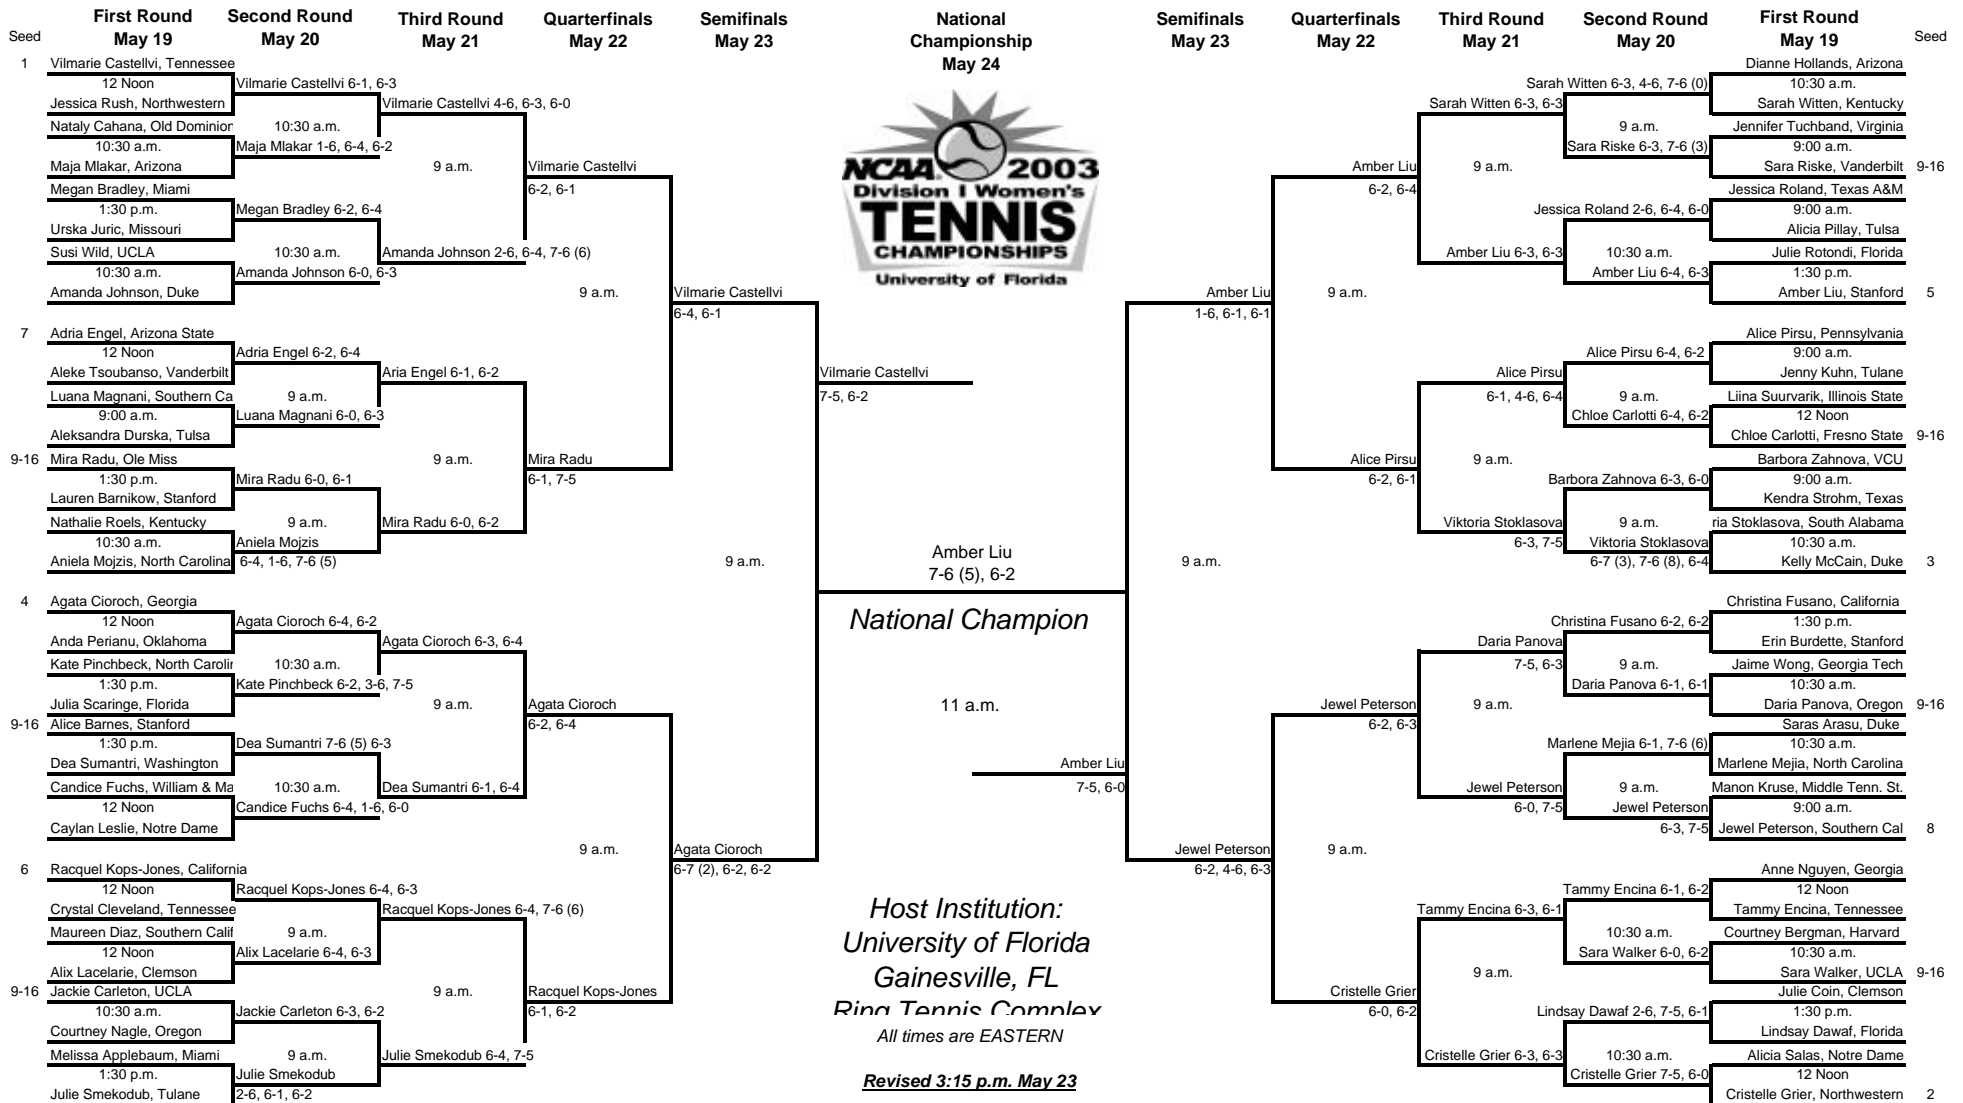 First Round
May 19
Second Round
May 20
Third Round
May 21
Quarterfinals
May 22
Semifinals
May 23
National
Championship
May 24
Semifinals
May 23
Quarterfinals
May 22
Third Round
May 21
Second Round
May 20
First Round
May 19
Seed
Seed
1
Vilmarie Castellvi, Tennessee
12 Noon
Jessica Rush, Northwestern
Nataly Cahana, Old Dominion
10:30 a.m.
Maja Mlakar, Arizona
Megan Bradley, Miami
1:30 p.m.
Urska Juric, Missouri
Susi Wild, UCLA
10:30 a.m.
Amanda Johnson, Duke
7
Adria Engel, Arizona State
12 Noon
Aleke Tsoubanso, Vanderbilt
Luana Magnani, Southern Ca
9:00 a.m.
Aleksandra Durska, Tulsa
9-16
Mira Radu, Ole Miss
1:30 p.m.
Lauren Barnikow, Stanford
Nathalie Roels, Kentucky
10:30 a.m.
Aniela Mojzis, North Carolina
4
Agata Cioroch, Georgia
12 Noon
Anda Perianu, Oklahoma
Kate Pinchbeck, North Carolin
1:30 p.m.
Julia Scaringe, Florida
9-16
Alice Barnes, Stanford
1:30 p.m.
Dea Sumantri, Washington
Candice Fuchs, William & Ma
12 Noon
Caylan Leslie, Notre Dame
6
Racquel Kops-Jones, California
12 Noon
Crystal Cleveland, Tennessee
Maureen Diaz, Southern Calif
12 Noon
Alix Lacelarie, Clemson
9-16
Jackie Carleton, UCLA
10:30 a.m.
Courtney Nagle, Oregon
Melissa Applebaum, Miami
1:30 p.m.
Julie Smekodub, Tulane
Vilmarie Castellvi 6-1, 6-3
10:30 a.m.
Maja Mlakar 1-6, 6-4, 6-2
Megan Bradley 6-2, 6-4
10:30 a.m.
Amanda Johnson 6-0, 6-3
Adria Engel 6-2, 6-4
9 a.m.
Luana Magnani 6-0, 6-3
Mira Radu 6-0, 6-1
9 a.m.
Aniela Mojzis
6-4, 1-6, 7-6 (5)
Agata Cioroch 6-4, 6-2
10:30 a.m.
Kate Pinchbeck 6-2, 3-6, 7-5
Dea Sumantri 7-6 (5) 6-3
10:30 a.m.
Candice Fuchs 6-4, 1-6, 6-0
Racquel Kops-Jones 6-4, 6-3
9 a.m.
Alix Lacelarie 6-4, 6-3
Jackie Carleton 6-3, 6-2
9 a.m.
Julie Smekodub
2-6, 6-1, 6-2
Vilmarie Castellvi 4-6, 6-3, 6-0
9 a.m.
Amanda Johnson 2-6, 6-4, 7-6 (6)
Aria Engel 6-1, 6-2
9 a.m.
Mira Radu 6-0, 6-2
Agata Cioroch 6-3, 6-4
9 a.m.
Dea Sumantri 6-1, 6-4
Racquel Kops-Jones 6-4, 7-6 (6)
9 a.m.
Julie Smekodub 6-4, 7-5
Vilmarie Castellvi
6-2, 6-1
9 a.m.
Mira Radu
6-1, 7-5
Agata Cioroch
6-2, 6-4
9 a.m.
Racquel Kops-Jones
6-1, 6-2
Vilmarie Castellvi
6-4, 6-1
9 a.m.
Agata Cioroch
6-7 (2), 6-2, 6-2
Vilmarie Castellvi
7-5, 6-2
NCAA 2003
Division I Women's
TENNIS
CHAMPIONSHIPS
University of Florida
Amber Liu
7-6 (5), 6-2
National Champion
11 a.m.
Amber Liu
7-5, 6-0
Host Institution:
University of Florida
Gainesville, FL
Ring Tennis Complex
All times are EASTERN
Revised 3:15 p.m. May 23
Amber Liu
1-6, 6-1, 6-1
9 a.m.
Jewel Peterson
6-2, 4-6, 6-3
Amber Liu
6-2, 6-4
9 a.m.
Alice Pirsu
6-2, 6-1
Jewel Peterson
6-2, 6-3
9 a.m.
Cristelle Grier
6-0, 6-2
Sarah Witten 6-3, 6-3
9 a.m.
Amber Liu 6-3, 6-3
Alice Pirsu
6-1, 4-6, 6-4
9 a.m.
Viktoria Stoklasova
6-3, 7-5
Daria Panova
7-5, 6-3
9 a.m.
Jewel Peterson
6-0, 7-5
Tammy Encina 6-3, 6-1
9 a.m.
Cristelle Grier 6-3, 6-3
Sarah Witten 6-3, 4-6, 7-6 (0)
9 a.m.
Sara Riske 6-3, 7-6 (3)
Jessica Roland 2-6, 6-4, 6-0
10:30 a.m.
Amber Liu 6-4, 6-3
Alice Pirsu 6-4, 6-2
9 a.m.
Chloe Carlotti 6-4, 6-2
Barbora Zahnova 6-3, 6-0
9 a.m.
Viktoria Stoklasova
6-7 (3), 7-6 (8), 6-4
Christina Fusano 6-2, 6-2
9 a.m.
Daria Panova 6-1, 6-1
Marlene Mejia 6-1, 7-6 (6)
9 a.m.
Jewel Peterson
6-3, 7-5
Tammy Encina 6-1, 6-2
10:30 a.m.
Sara Walker 6-0, 6-2
Lindsay Dawaf 2-6, 7-5, 6-1
10:30 a.m.
Cristelle Grier 7-5, 6-0
Dianne Hollands, Arizona
10:30 a.m.
Sarah Witten, Kentucky
Jennifer Tuchband, Virginia
9:00 a.m.
Sara Riske, Vanderbilt
9-16
Jessica Roland, Texas A&M
9:00 a.m.
Alicia Pillay, Tulsa
Julie Rotondi, Florida
1:30 p.m.
Amber Liu, Stanford
5
Alice Pirsu, Pennsylvania
9:00 a.m.
Jenny Kuhn, Tulane
Liina Suurvarik, Illinois State
12 Noon
Chloe Carlotti, Fresno State
9-16
Barbora Zahnova, VCU
9:00 a.m.
Kendra Strohm, Texas
ria Stoklasova, South Alabama
10:30 a.m.
Kelly McCain, Duke
3
Christina Fusano, California
1:30 p.m.
Erin Burdette, Stanford
Jaime Wong, Georgia Tech
10:30 a.m.
Daria Panova, Oregon
9-16
Saras Arasu, Duke
10:30 a.m.
Marlene Mejia, North Carolina
Manon Kruse, Middle Tenn. St.
9:00 a.m.
Jewel Peterson, Southern Cal
8
Anne Nguyen, Georgia
12 Noon
Tammy Encina, Tennessee
Courtney Bergman, Harvard
10:30 a.m.
Sara Walker, UCLA
9-16
Julie Coin, Clemson
1:30 p.m.
Lindsay Dawaf, Florida
Alicia Salas, Notre Dame
12 Noon
Cristelle Grier, Northwestern
2